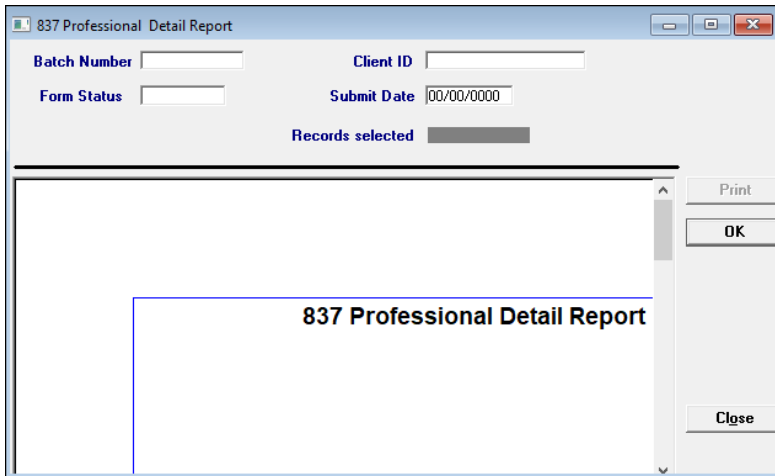 837 Professional Detail Report
Batch Number
Client ID
Form Status
Submit Date 00/00/0000
Records selected
Print
OK
837 Professional Detail Report
Close